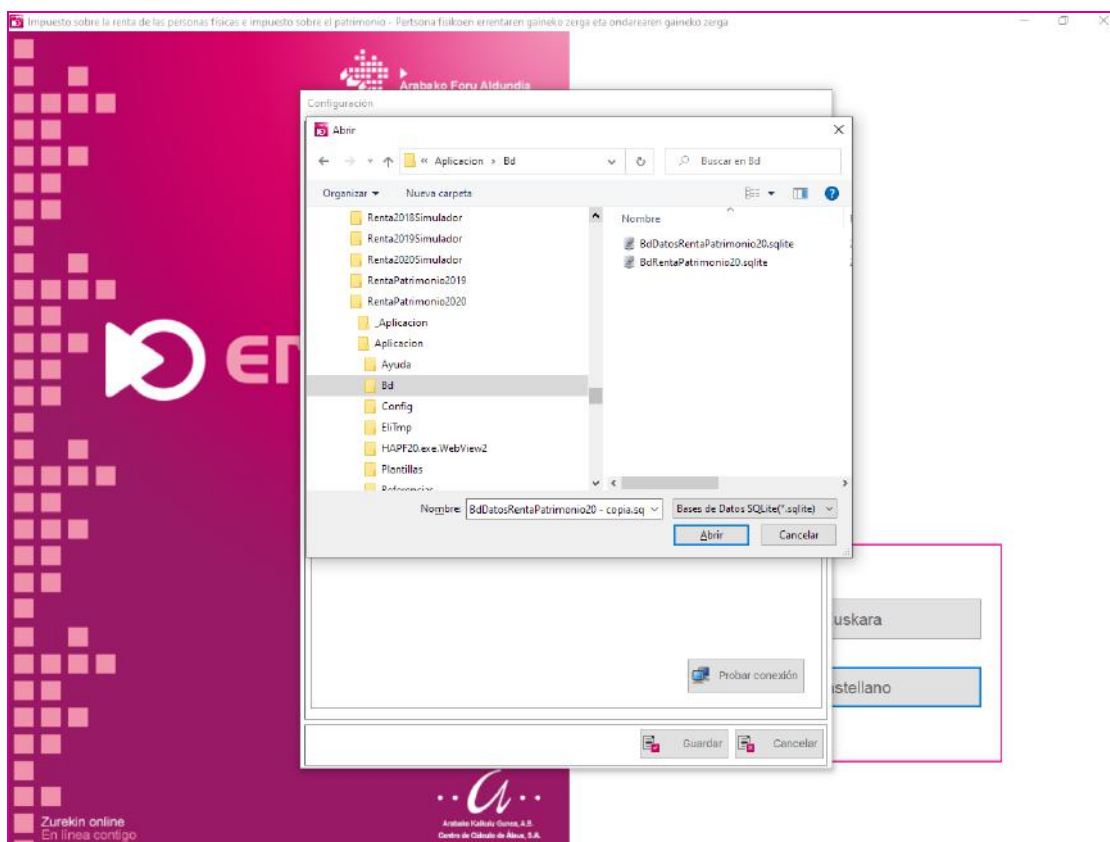 Impuesto sobre la renta de las personas físicas e impuesto sobre el patrimonio - Pertsona fisikoen errentaren gaineko zerga eta ondarearen gaineko zerga
Arabako Foru Aldundia
Configuración
Abrir
« Aplicacion > Bd
Buscar en Bd
Organizar
Nueva carpeta
Nombre
Renta2018Simulador
Renta2019Simulador
Renta2020Simulador
RentaPatrimonio2019
RentaPatrimonio2020
_Aplicacion
Aplicacion
Ayuda
Bd
Config
EliTmp
HAPF20.exe.WebView2
Plantillas
Referencias
BdDatosRentaPatrimonio20.sqlite
BdRentaPatrimonio20.sqlite
Nombre: BdDatosRentaPatrimonio20 - copia.sq
Bases de Datos SQLite(*.sqlite)
Abrir
Cancelar
uskara
stellano
Probar conexión
Guardar
Cancelar
Zurekin online
En línea contigo
Arabako Kalkulu Gunea, A.B.
Centro de Cálculo de Álava, S.A.